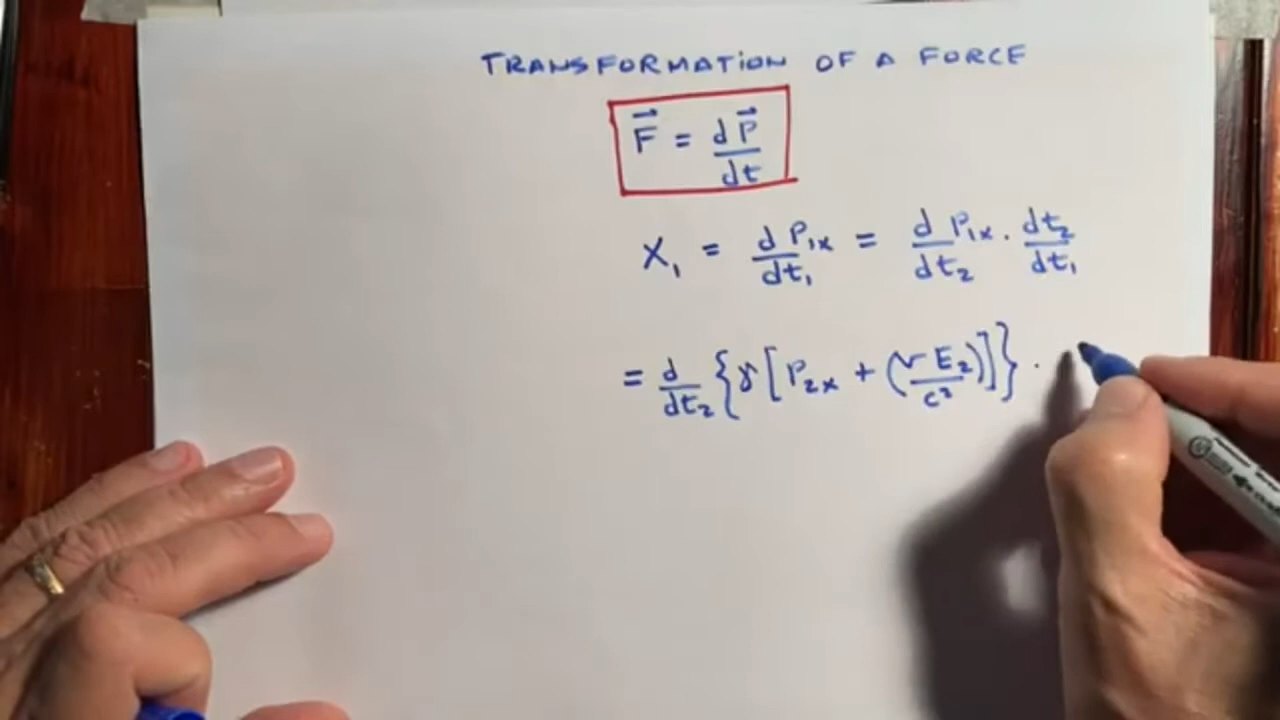 TRANSFORMATION OF A FORCE
F⃗ = dP⃗/dt
X₁ = dP₁ₓ/dt₁ = d P₁ₓ/dt₂ · dt₂/dt₁
= d/dt₂ {γ[P₂ₓ + (vE₂/c²)]} ·